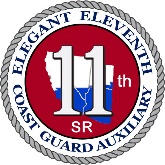 ELEGANT ELEVENTH
11th
SR
COAST GUARD AUXILIARY